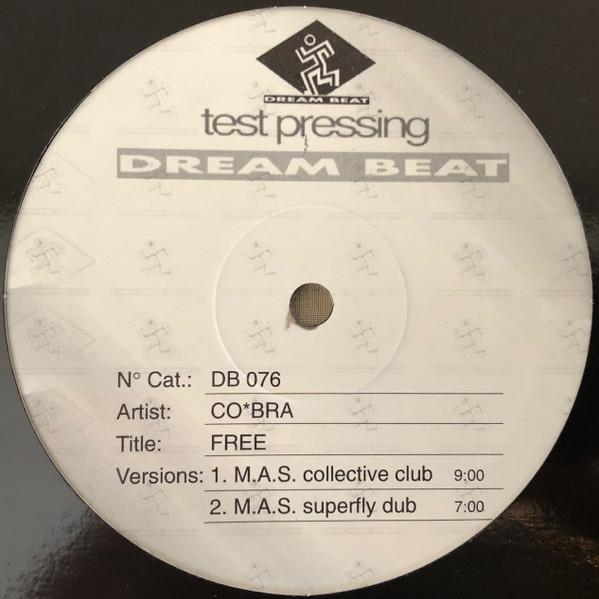 DREAM BEAT
test pressing
DREAM BEAT
N° Cat.: DB 076
Artist: CO*BRA
Title: FREE
Versions: 1. M.A.S. collective club 9:00
2. M.A.S. superfly dub 7:00